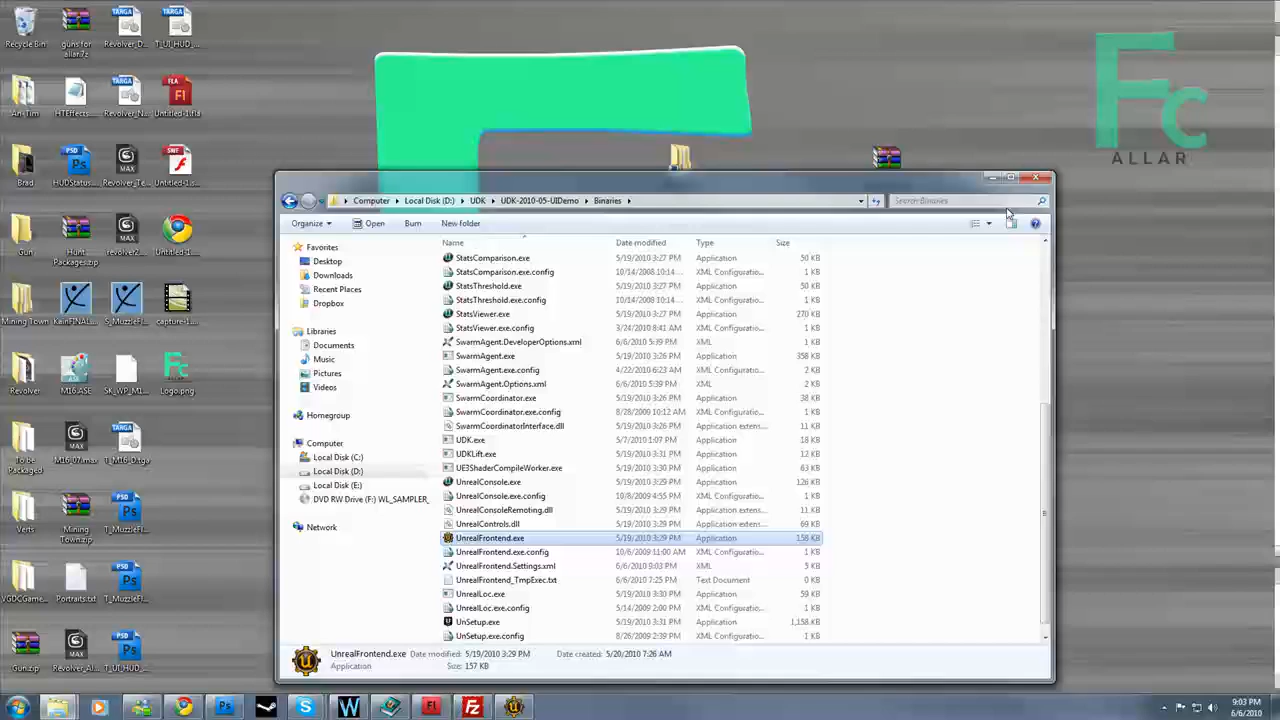 Recycle Bin
guns for
allar.7z
Revolver_D...
T_UI_HUD_...
HTEffects...
Revolver_N...
Untitled-1.fla
Brad
HUDStatus...
Revolver_Te...
Untitled-1...
Gun
Hunt
Packages.zip
Mining Town
KainFINAL...
S_MuzzleFl...
capture-1...
Revolver
M16.ASE
SK_WP_M1...
Logo.png
Packaged
T_M16-D.tga
Verts
Mining
Town.zip
T_MuzzleFl...
VGDSGame...
Portraits.txt
T_MuzzleFl...
Gun.zip
Revolver_Al...
T_UI_HUD_...
Fc
ALLAR
Computer
Local Disk (D:)
UDK
UDK-2010-05-UIDemo
Binaries
Search Binaries
Organize
Open
Burn
New folder
Favorites
Desktop
Downloads
Recent Places
Dropbox
Libraries
Documents
Music
Pictures
Videos
Homegroup
Computer
Local Disk (C:)
Local Disk (D:)
Local Disk (E:)
DVD RW Drive (F:) WL_SAMPLER_
Network
Name Date modified Type Size
StatsComparison.exe 5/19/2010 3:27 PM Application 50 KB
StatsComparison.exe.config 10/14/2008 10:14... XML Configuratio... 1 KB
StatsThreshold.exe 5/19/2010 3:27 PM Application 50 KB
StatsThreshold.exe.config 10/14/2008 10:14... XML Configuratio... 1 KB
StatsViewer.exe 5/19/2010 3:27 PM Application 270 KB
StatsViewer.exe.config 3/24/2010 8:41 AM XML Configuratio... 1 KB
SwarmAgent.DeveloperOptions.xml 6/6/2010 5:39 PM XML 2 KB
SwarmAgent.exe 5/19/2010 3:26 PM Application 358 KB
SwarmAgent.exe.config 4/22/2010 6:23 AM XML Configuratio... 2 KB
SwarmAgent.Options.xml 6/6/2010 5:39 PM XML 2 KB
SwarmCoordinator.exe 5/19/2010 3:26 PM Application 38 KB
SwarmCoordinator.exe.config 8/28/2009 10:12 AM XML Configuratio... 1 KB
SwarmCoordinatorInterface.dll 5/19/2010 3:26 PM Application extens... 11 KB
UDK.exe 5/7/2010 1:07 PM Application 18 KB
UDKLift.exe 5/19/2010 3:31 PM Application 12 KB
UE3ShaderCompileWorker.exe 5/19/2010 3:30 PM Application 63 KB
UnrealConsole.exe 5/19/2010 3:29 PM Application 126 KB
UnrealConsole.exe.config 10/8/2009 4:55 PM XML Configuratio... 1 KB
UnrealConsoleRemoting.dll 5/19/2010 3:29 PM Application extens... 11 KB
UnrealControls.dll 5/19/2010 3:29 PM Application extens... 69 KB
UnrealFrontend.exe 5/19/2010 3:29 PM Application 158 KB
UnrealFrontend.exe.config 10/6/2009 11:00 AM XML Configuratio... 1 KB
UnrealFrontend.Settings.xml 6/6/2010 9:03 PM XML 5 KB
UnrealFrontend_TmpExec.txt 6/6/2010 7:25 PM Text Document 0 KB
UnrealLoc.exe 5/19/2010 3:30 PM Application 59 KB
UnrealLoc.exe.config 5/14/2009 2:00 PM XML Configuratio... 1 KB
UnSetup.exe 5/19/2010 3:31 PM Application 1,158 KB
UnSetup.exe.config 8/26/2009 2:39 PM XML Configuratio... 1 KB
UnrealFrontend.exe Date modified: 5/19/2010 3:29 PM Date created: 5/20/2010 7:26 AM
Application Size: 157 KB
9:03 PM
6/6/2010